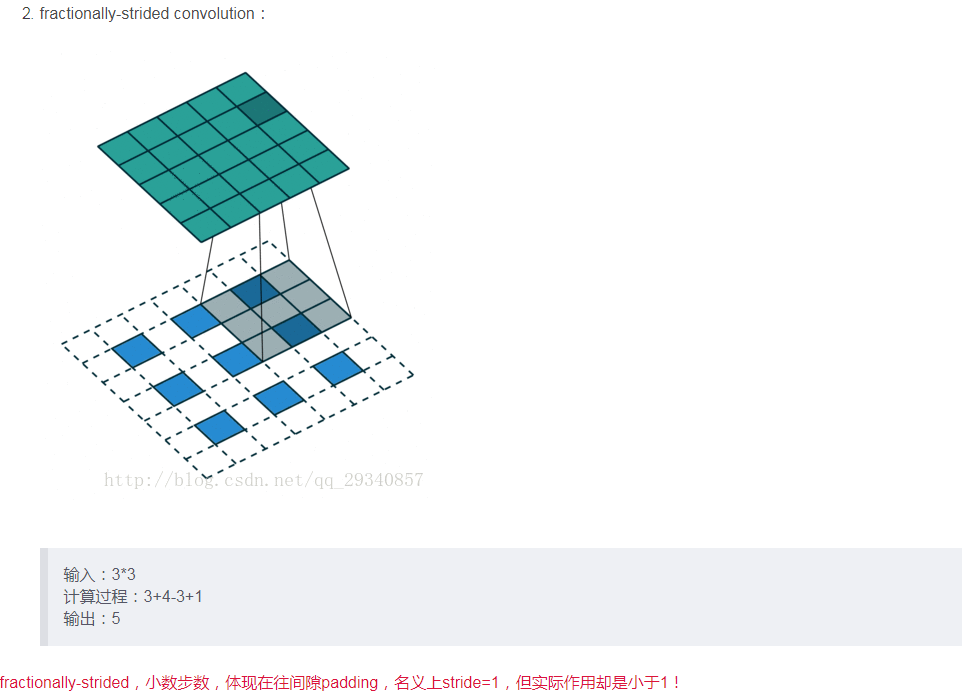 2. fractionally-strided convolution：
http://blog.csdn.net/qq_29340857
输入：3*3
计算过程：3+4-3+1
输出：5
fractionally-strided，小数步数，体现在往间隙padding，名义上stride=1，但实际作用却是小于1！